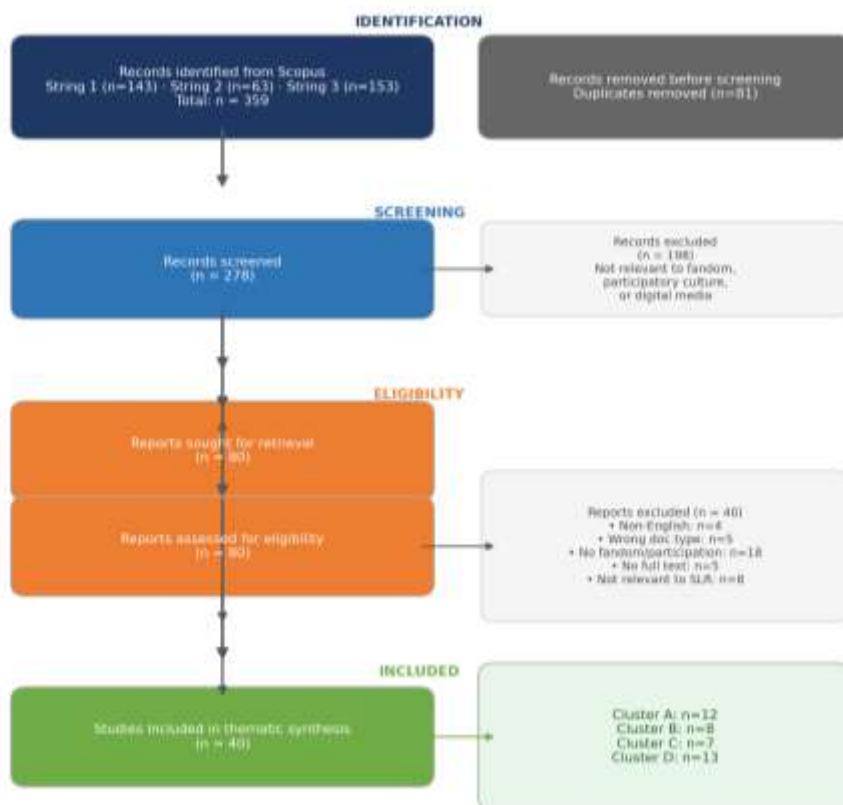 IDENTIFICATION
Records identified from Scopus
String 1 (n=143) · String 2 (n=63) · String 3 (n=153)
Total: n = 359
Records removed before screening
Duplicates removed (n=81)
SCREENING
Records screened
(n = 278)
Records excluded
(n = 198)
Not relevant to fandom,
participatory culture,
or digital media
ELIGIBILITY
Reports sought for retrieval
(n = 80)
Reports assessed for eligibility
(n = 80)
Reports excluded (n = 40)
• Non-English: n=4
• Wrong doc type: n=5
• No fandom/participation: n=18
• No full text: n=5
• Not relevant to SLR: n=8
INCLUDED
Studies included in thematic synthesis
(n = 40)
Cluster A: n=12
Cluster B: n=8
Cluster C: n=7
Cluster D: n=13